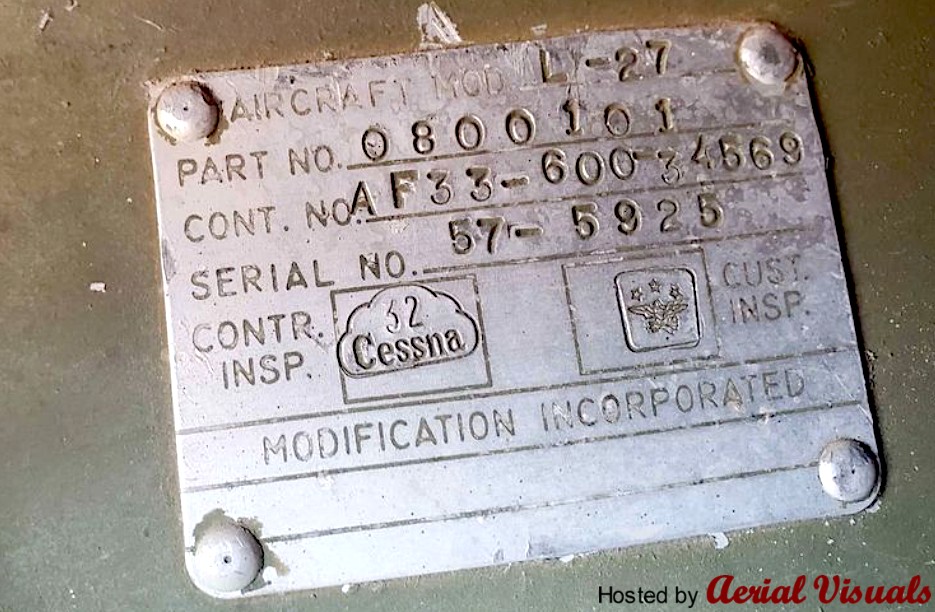 AIRCRAFT MOD. L-27
PART NO. 0800101
CONT. NO. AF33-600-34569
SERIAL NO. 57-5925
CONTR. INSP.
32
Cessna
CUST. INSP.
MODIFICATION INCORPORATED
Hosted by Aerial Visuals